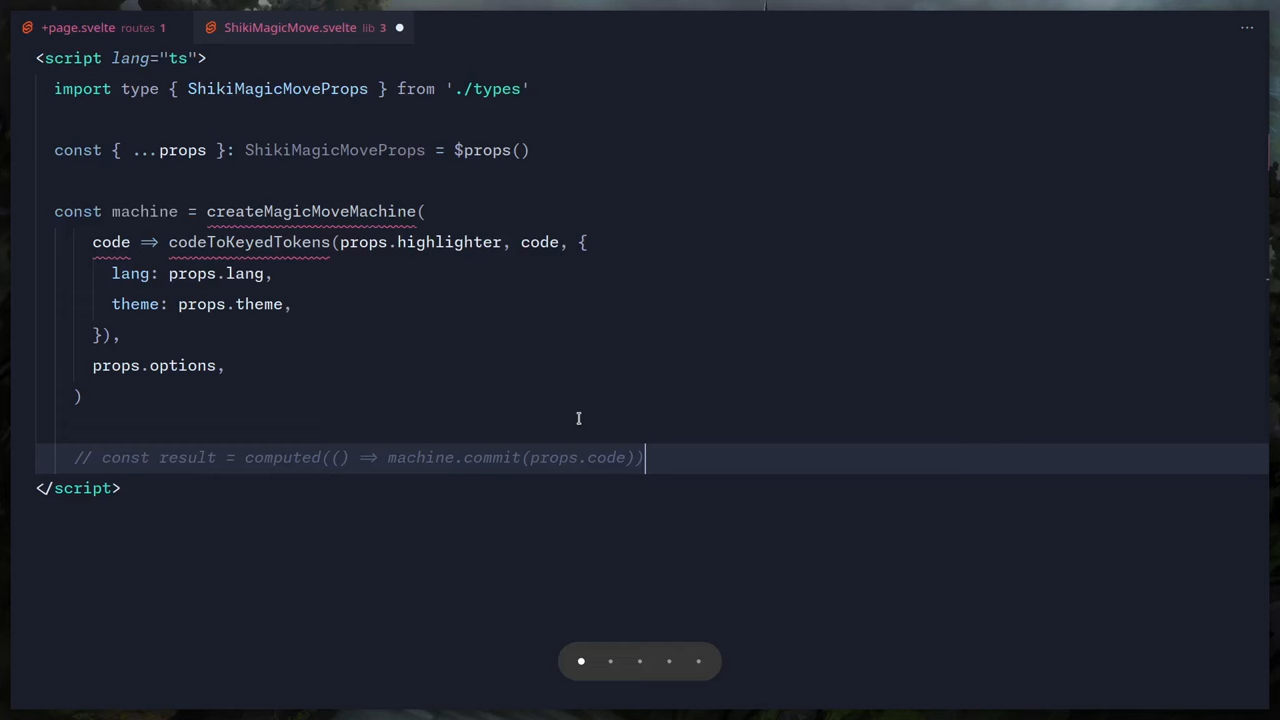 +page.svelte routes 1 ShikiMagicMove.svelte lib 3 ● ···
<script lang="ts">
import type { ShikiMagicMoveProps } from './types'
const { ...props }: ShikiMagicMoveProps = $props()
const machine = createMagicMoveMachine(
code ⇒ codeToKeyedTokens(props.highlighter, code, {
lang: props.lang,
theme: props.theme,
}),
props.options,
)
// const result = computed(() ⇒ machine.commit(props.code))
</script>